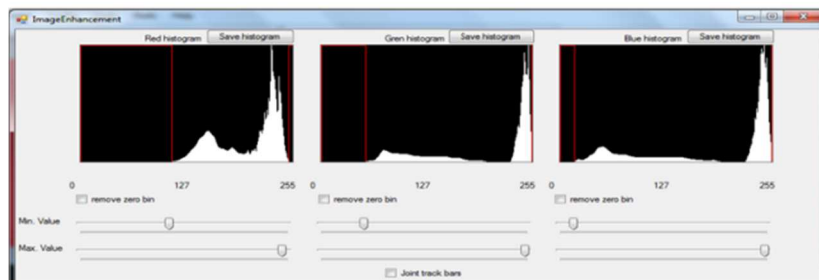 ImageEnhancement
Red histogram Save histogram Gren histogram Save histogram Blue histogram Save histogram
0 127 255 0 127 255 0 127 255
remove zero bin remove zero bin remove zero bin
Min. Value
Max. Value
Joint track bars